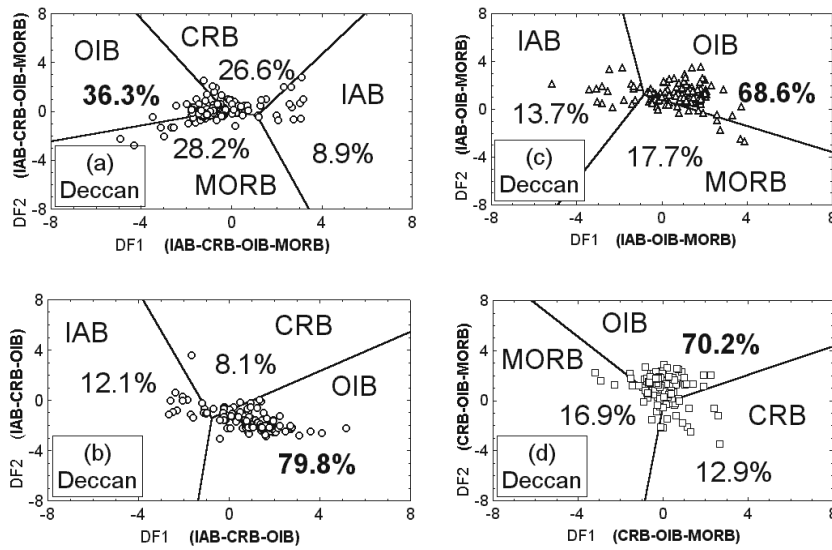 8
4
0
-4
-8
DF2 (IAB-CRB-OIB-MORB)
OIB
CRB
36.3%
26.6%
IAB
28.2%
8.9%
MORB
(a)
Deccan
-8 -4 0 4 8
DF1 (IAB-CRB-OIB-MORB)
8
4
0
-4
-8
DF2 (IAB-OIB-MORB)
IAB
OIB
13.7%
68.6%
17.7%
MORB
(c)
Deccan
-8 -4 0 4 8
DF1 (IAB-OIB-MORB)
8
4
0
-4
-8
DF2 (IAB-CRB-OIB)
IAB
CRB
12.1%
8.1%
OIB
79.8%
(b)
Deccan
-8 -4 0 4 8
DF1 (IAB-CRB-OIB)
8
4
0
-4
-8
DF2 (CRB-OIB-MORB)
OIB
70.2%
MORB
16.9%
CRB
12.9%
(d)
Deccan
-8 -4 0 4 8
DF1 (CRB-OIB-MORB)